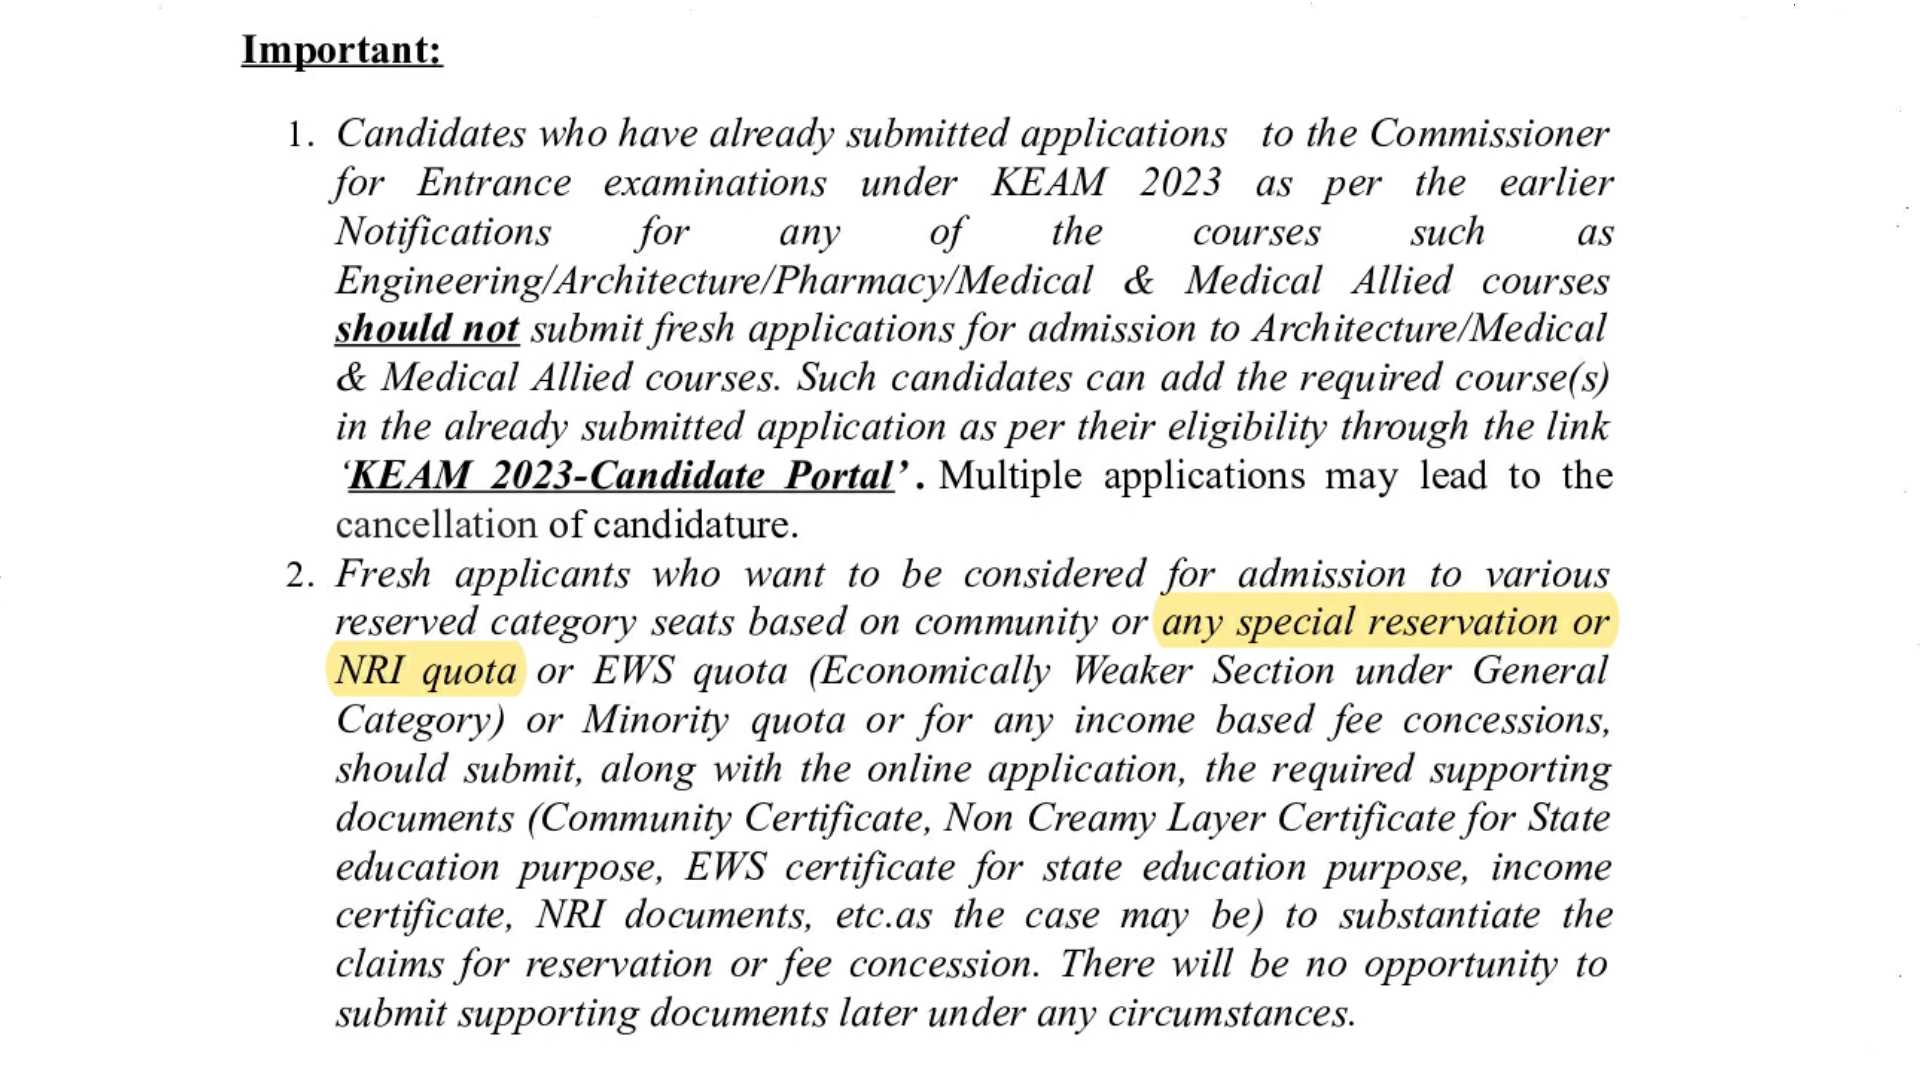 Important:
1. Candidates who have already submitted applications to the Commissioner
for Entrance examinations under KEAM 2023 as per the earlier
Notifications for any of the courses such as
Engineering/Architecture/Pharmacy/Medical & Medical Allied courses
should not submit fresh applications for admission to Architecture/Medical
& Medical Allied courses. Such candidates can add the required course(s)
in the already submitted application as per their eligibility through the link
‘KEAM 2023-Candidate Portal’. Multiple applications may lead to the
cancellation of candidature.
2. Fresh applicants who want to be considered for admission to various
reserved category seats based on community or any special reservation or
NRI quota or EWS quota (Economically Weaker Section under General
Category) or Minority quota or for any income based fee concessions,
should submit, along with the online application, the required supporting
documents (Community Certificate, Non Creamy Layer Certificate for State
education purpose, EWS certificate for state education purpose, income
certificate, NRI documents, etc.as the case may be) to substantiate the
claims for reservation or fee concession. There will be no opportunity to
submit supporting documents later under any circumstances.